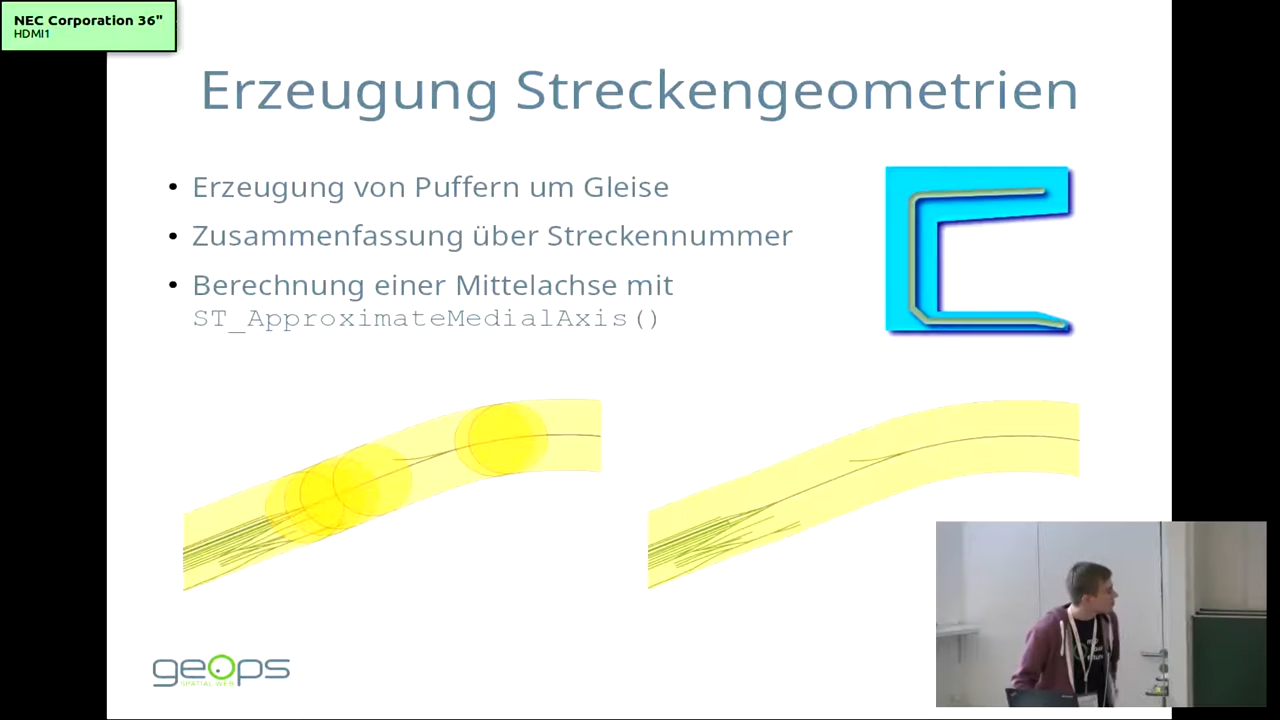 NEC Corporation 36"
HDMI1
Erzeugung Streckengeometrien
• Erzeugung von Puffern um Gleise
• Zusammenfassung über Streckennummer
• Berechnung einer Mittelachse mit
ST_ApproximateMedialAxis()
geOps
SPATIAL WEB